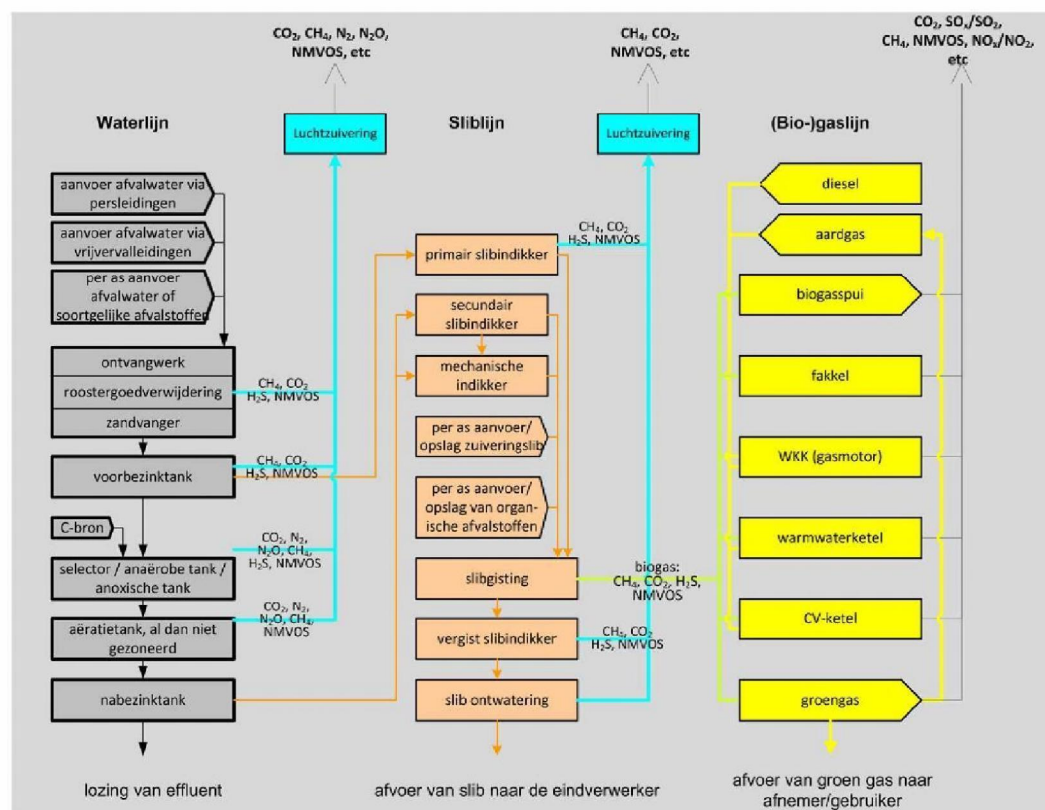 CO₂, CH₄, N₂, N₂O,
NMVOS, etc
CH₄, CO₂,
NMVOS, etc
CO₂, SOₓ/SO₂,
CH₄, NMVOS, NOₓ/NO₂,
etc
Waterlijn
Luchtzuivering
aanvoer afvalwater via
persleidingen
aanvoer afvalwater via
vrijvervalleidingen
per as aanvoer
afvalwater of
soortgelijke afvalstoffen
ontvangwerk
roostergoedverwijdering
zandvanger
CH₄, CO₂
H₂S, NMVOS
voorbezinktank
CH₄, CO₂
H₂S, NMVOS
C-bron
selector / anaërobe tank /
anoxische tank
CO₂, N₂,
N₂O, CH₄,
H₂S, NMVOS
aëratietank, al dan niet
gezoneerd
CO₂, N₂,
N₂O, CH₄,
NMVOS
nabezinktank
lozing van effluent
Sliblijn
Luchtzuivering
primair slibindikker
CH₄, CO₂
H₂S, NMVOS
secundair
slibindikker
mechanische
indikker
per as aanvoer/
opslag zuiveringslib
per as aanvoer/
opslag van organ-
ische afvalstoffen
slibgisting
biogas:
CH₄, CO₂, H₂S,
NMVOS
vergist slibindikker
CH₄, CO₂
H₂S, NMVOS
slib ontwatering
afvoer van slib naar de eindverwerker
(Bio-)gaslijn
diesel
aardgas
biogasspui
fakkel
WKK (gasmotor)
warmwaterketel
CV-ketel
groengas
afvoer van groen gas naar
afnemer/gebruiker